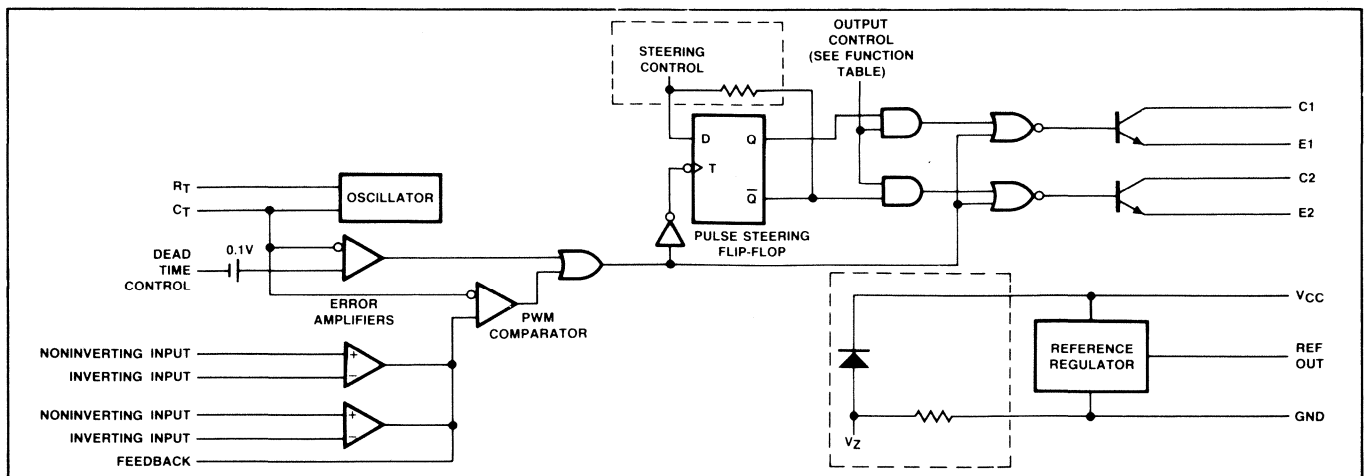 STEERING
CONTROL
OUTPUT
CONTROL
(SEE FUNCTION
TABLE)
C1
E1
D
Q
T
Q̅
PULSE STEERING
FLIP-FLOP
C2
E2
RT
CT
OSCILLATOR
DEAD
TIME
CONTROL
0.1V
ERROR
AMPLIFIERS
PWM
COMPARATOR
NONINVERTING INPUT
INVERTING INPUT
+
−
NONINVERTING INPUT
INVERTING INPUT
+
−
FEEDBACK
VCC
REFERENCE
REGULATOR
REF
OUT
GND
VZ